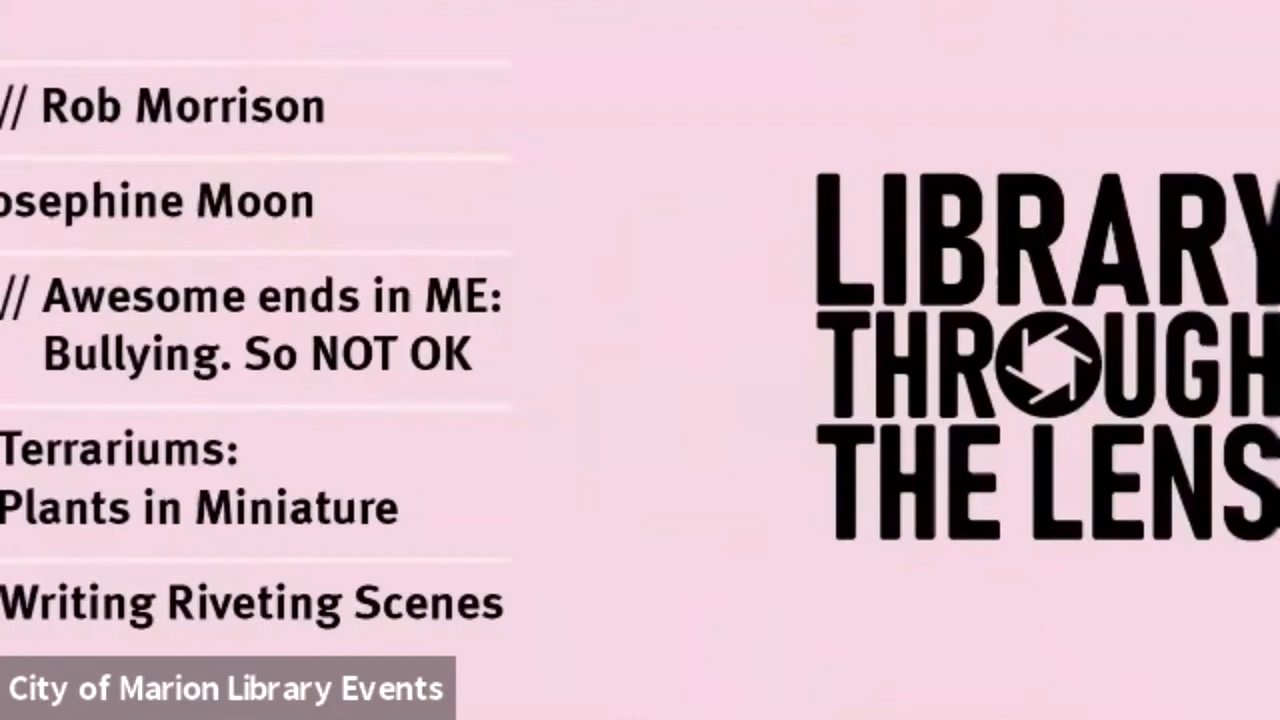 // Rob Morrison
osephine Moon
// Awesome ends in ME:
Bullying. So NOT OK
Terrariums:
Plants in Miniature
Writing Riveting Scenes
LIBRARY
THROUGH
THE LENS
City of Marion Library Events